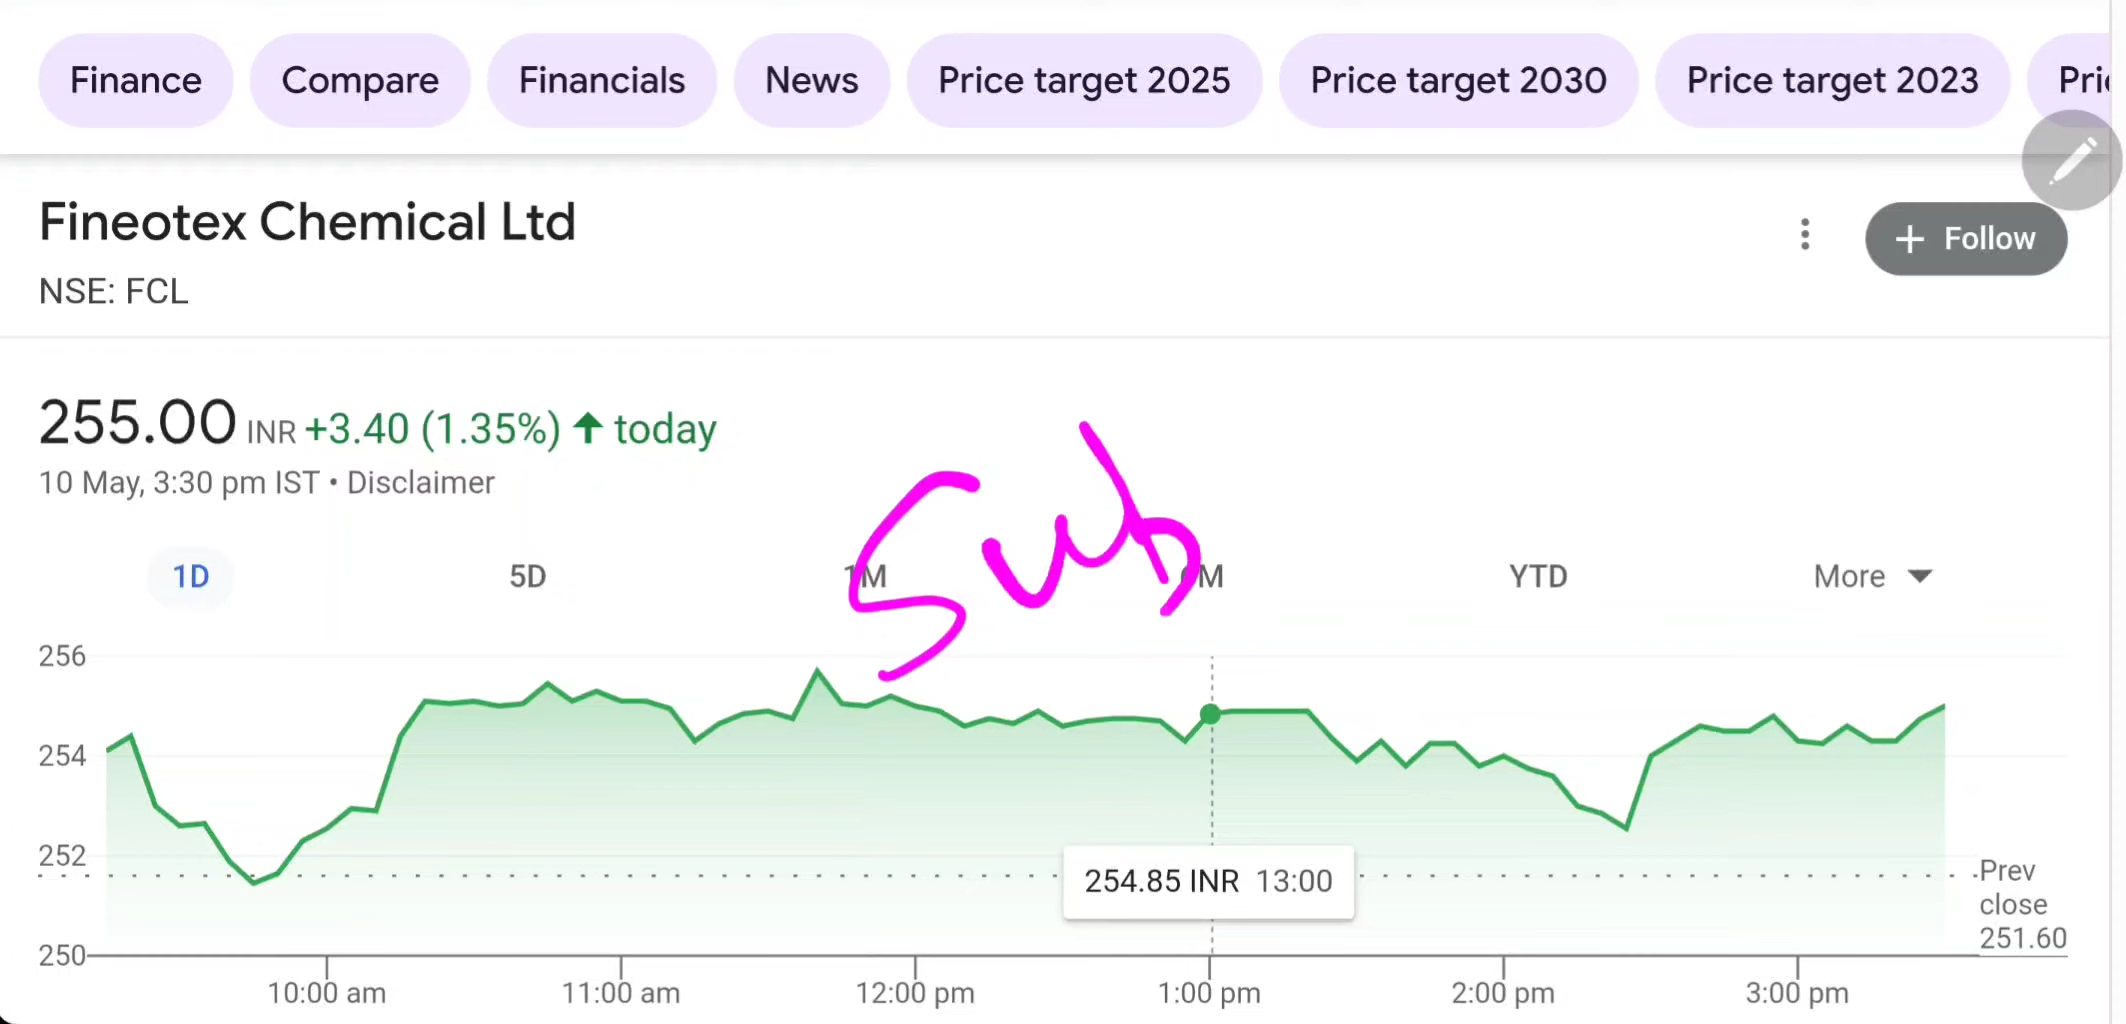 Finance Compare Financials News Price target 2025 Price target 2030 Price target 2023
Fineotex Chemical Ltd
+ Follow
NSE: FCL
255.00 INR +3.40 (1.35%) ↑ today
10 May, 3:30 pm IST • Disclaimer
Sub
1D 5D 1M YTD More
256
254
252
250
254.85 INR 13:00
Prev
close
251.60
10:00 am 11:00 am 12:00 pm 1:00 pm 2:00 pm 3:00 pm